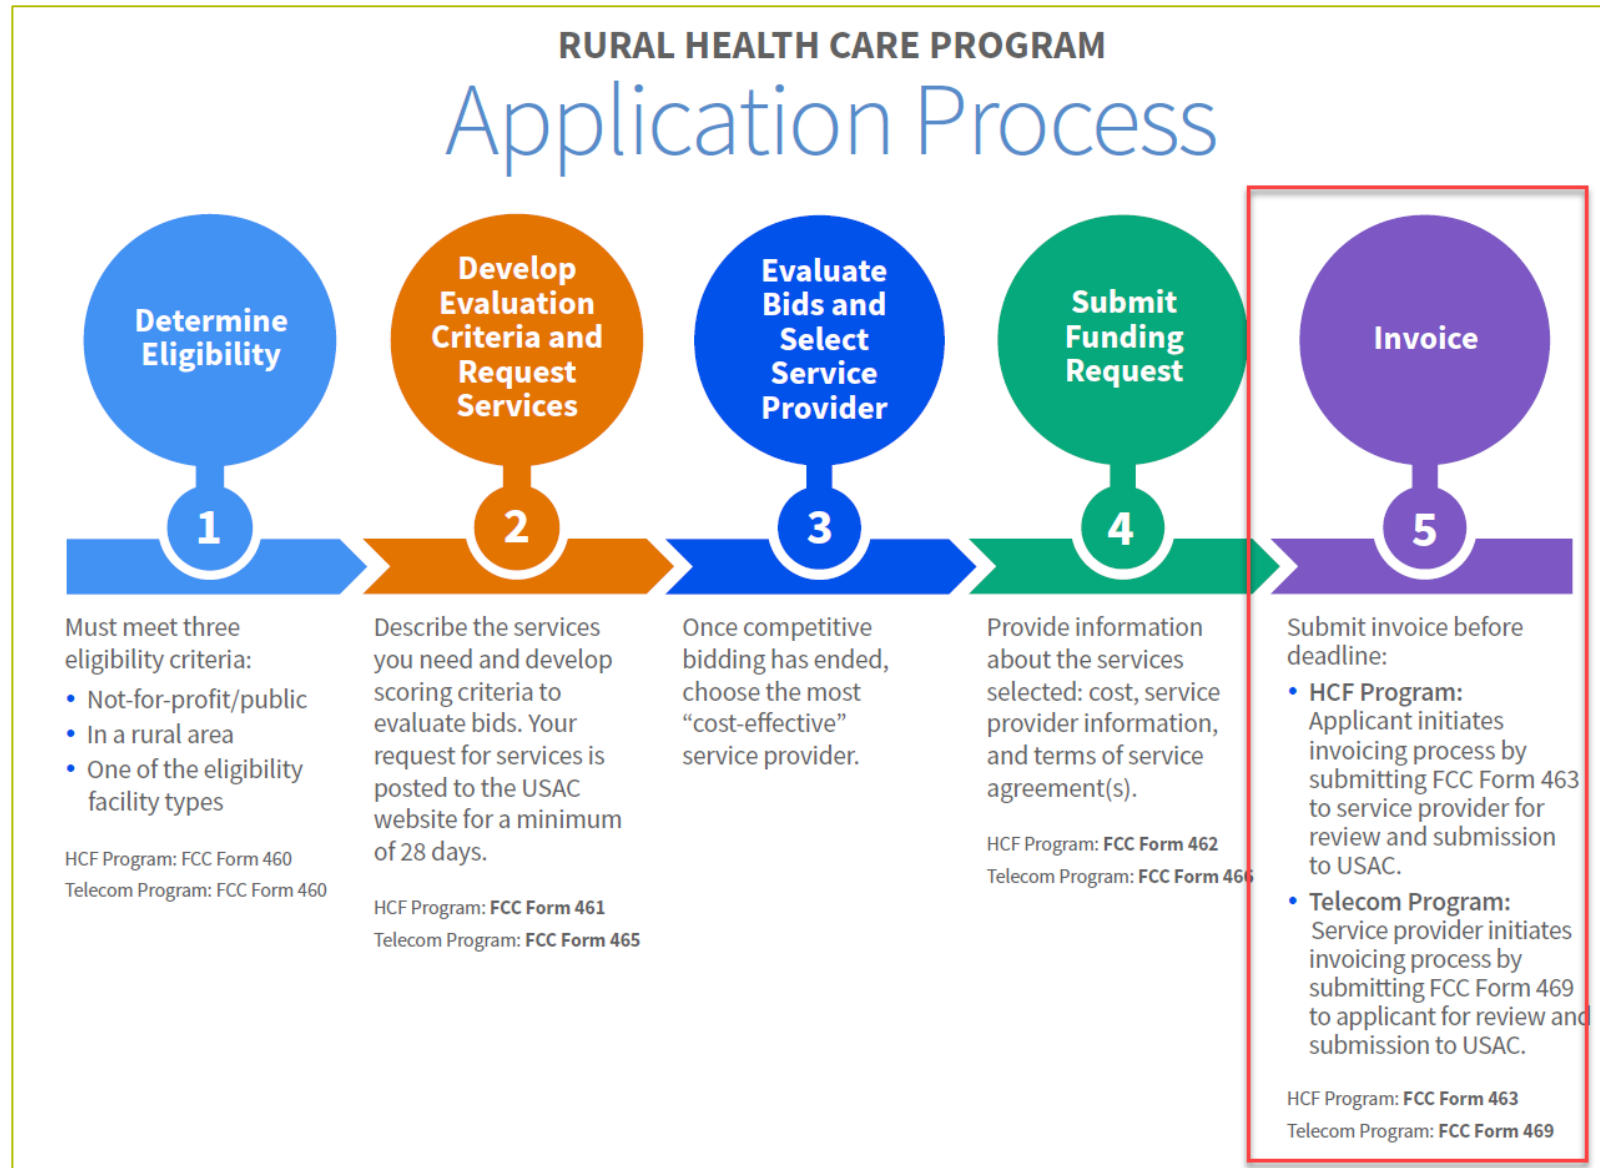 RURAL HEALTH CARE PROGRAM
Application Process
Determine
Eligibility
1
Must meet three
eligibility criteria:
• Not-for-profit/public
• In a rural area
• One of the eligibility
facility types
HCF Program: FCC Form 460
Telecom Program: FCC Form 460
Develop
Evaluation
Criteria and
Request
Services
2
Describe the services
you need and develop
scoring criteria to
evaluate bids. Your
request for services is
posted to the USAC
website for a minimum
of 28 days.
HCF Program: FCC Form 461
Telecom Program: FCC Form 465
Evaluate
Bids and
Select
Service
Provider
3
Once competitive
bidding has ended,
choose the most
“cost-effective”
service provider.
Submit
Funding
Request
4
Provide information
about the services
selected: cost, service
provider information,
and terms of service
agreement(s).
HCF Program: FCC Form 462
Telecom Program: FCC Form 466
Invoice
5
Submit invoice before
deadline:
• HCF Program:
Applicant initiates
invoicing process by
submitting FCC Form 463
to service provider for
review and submission
to USAC.
• Telecom Program:
Service provider initiates
invoicing process by
submitting FCC Form 469
to applicant for review and
submission to USAC.
HCF Program: FCC Form 463
Telecom Program: FCC Form 469